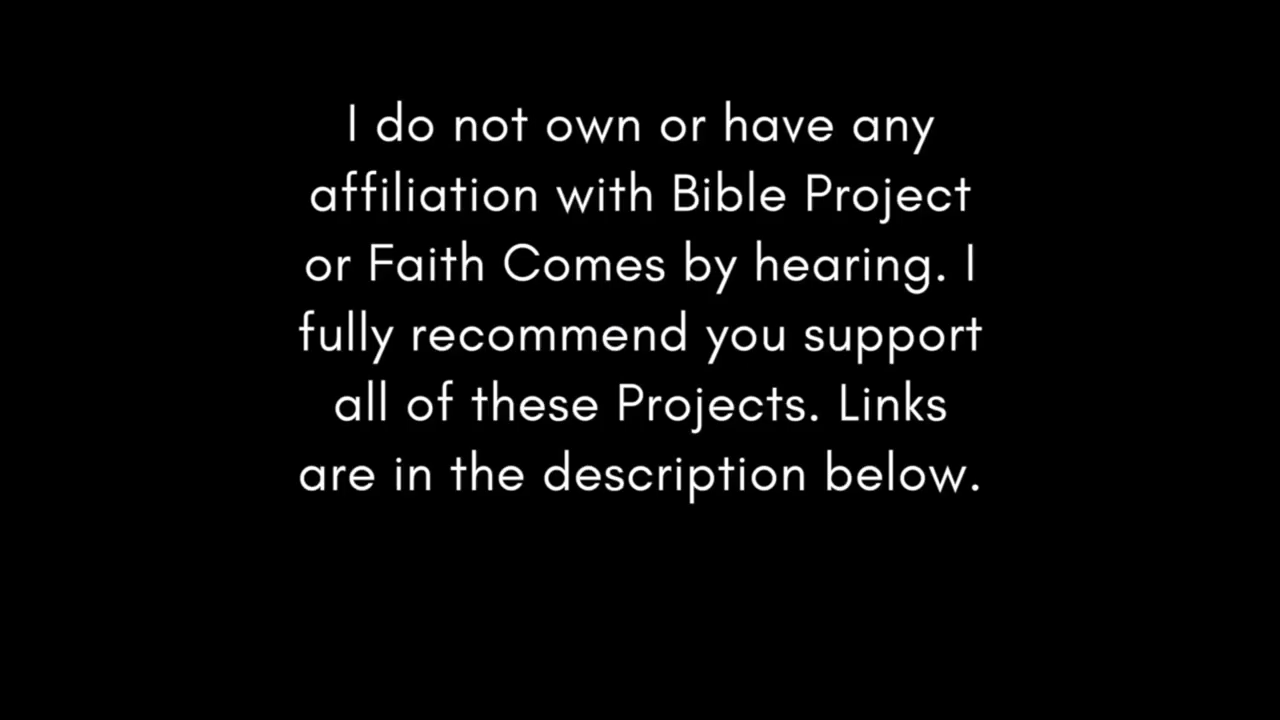 I do not own or have any
affiliation with Bible Project
or Faith Comes by hearing. I
fully recommend you support
all of these Projects. Links
are in the description below.